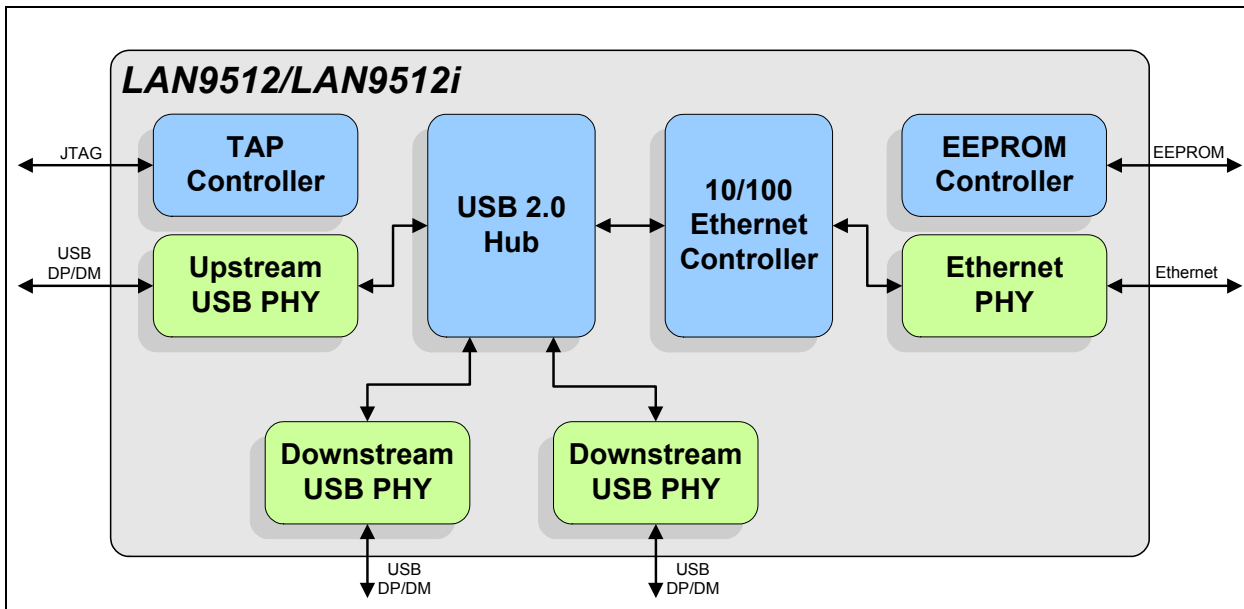 LAN9512/LAN9512i
JTAG
TAP
Controller
USB 2.0
Hub
10/100
Ethernet
Controller
EEPROM
Controller
EEPROM
USB
DP/DM
Upstream
USB PHY
Ethernet
PHY
Ethernet
Downstream
USB PHY
Downstream
USB PHY
USB
DP/DM
USB
DP/DM